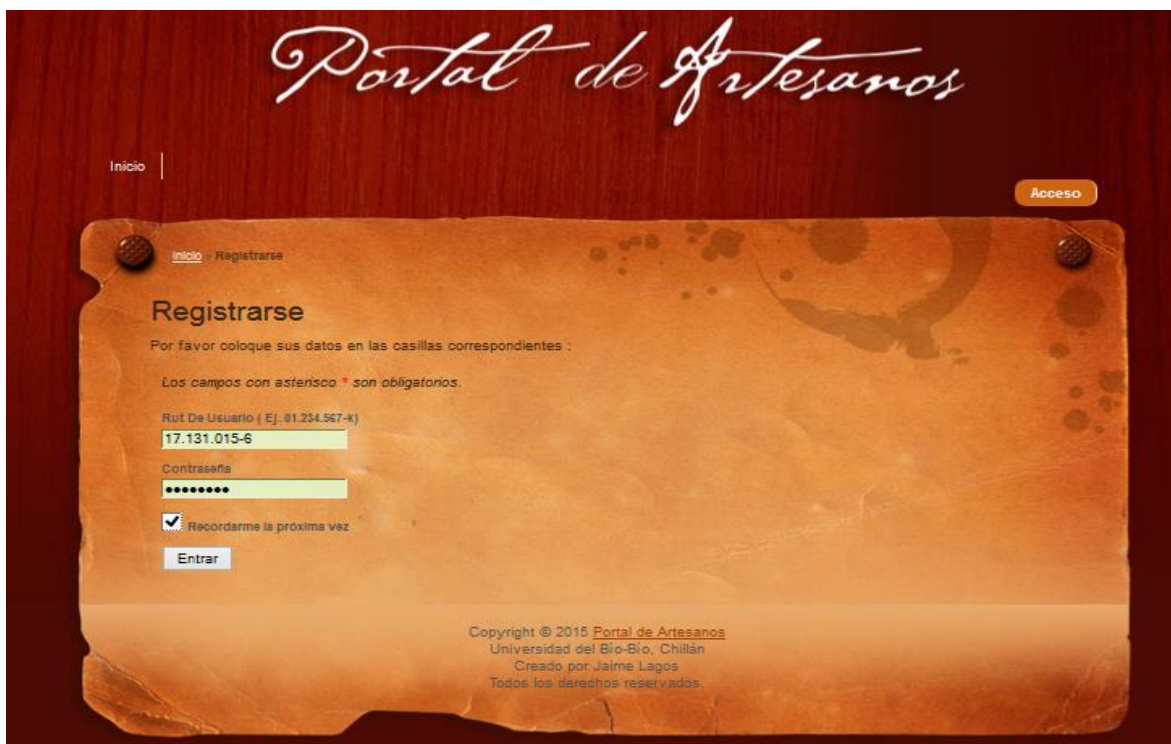 Portal de Artesanos
Inicio
Acceso
Inicio » Registrarse
Registrarse
Por favor coloque sus datos en las casillas correspondientes :
Los campos con asterisco * son obligatorios.
Rut De Usuario ( Ej. 01.234.567-K)
17.131.015-6
Contraseña
••••••••
Recordarme la próxima vez
Entrar
Copyright © 2015 Portal de Artesanos
Universidad del Bío-Bío, Chillán
Creado por Jaime Lagos
Todos los derechos reservados.